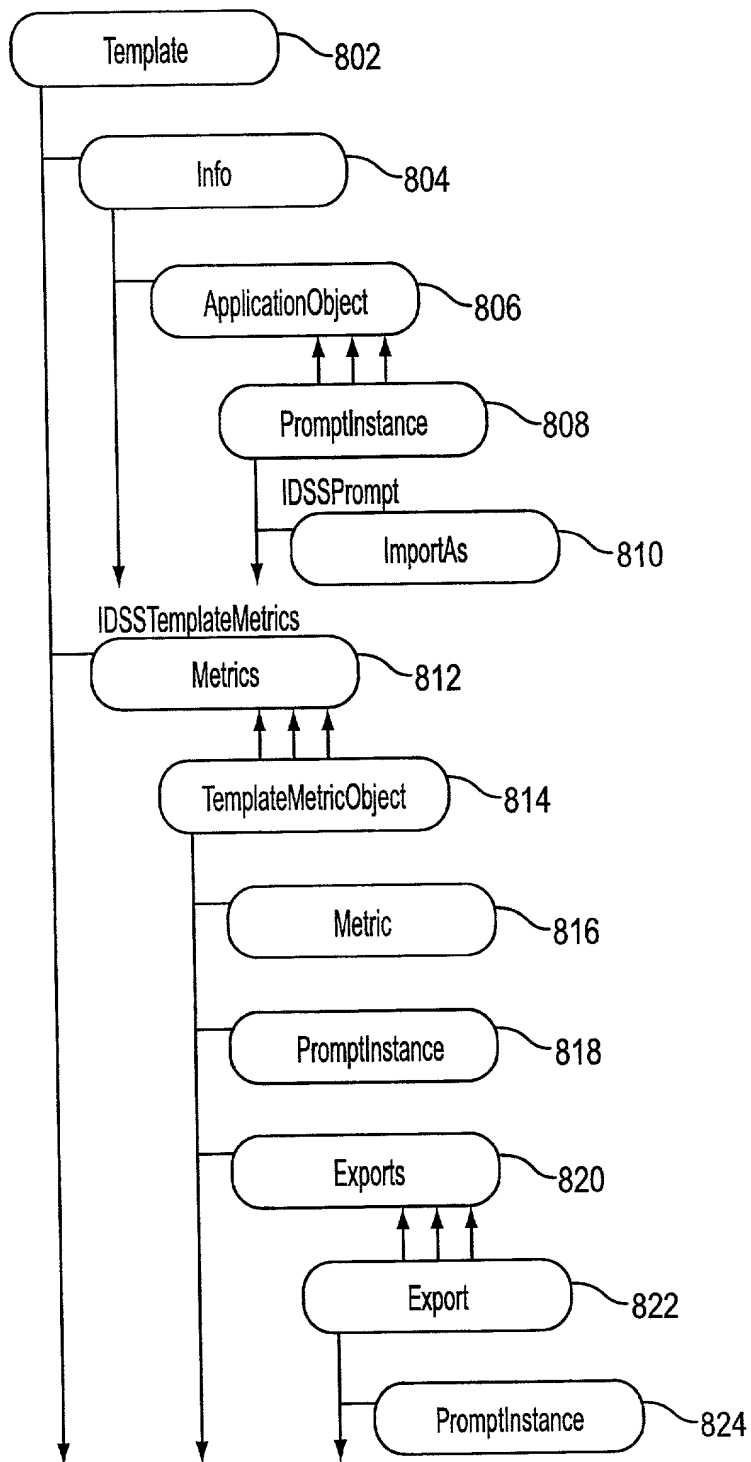 Template 802
Info 804
ApplicationObject 806
PromptInstance 808
IDSSPrompt
ImportAs 810
IDSSTemplateMetrics
Metrics 812
TemplateMetricObject 814
Metric 816
PromptInstance 818
Exports 820
Export 822
PromptInstance 824